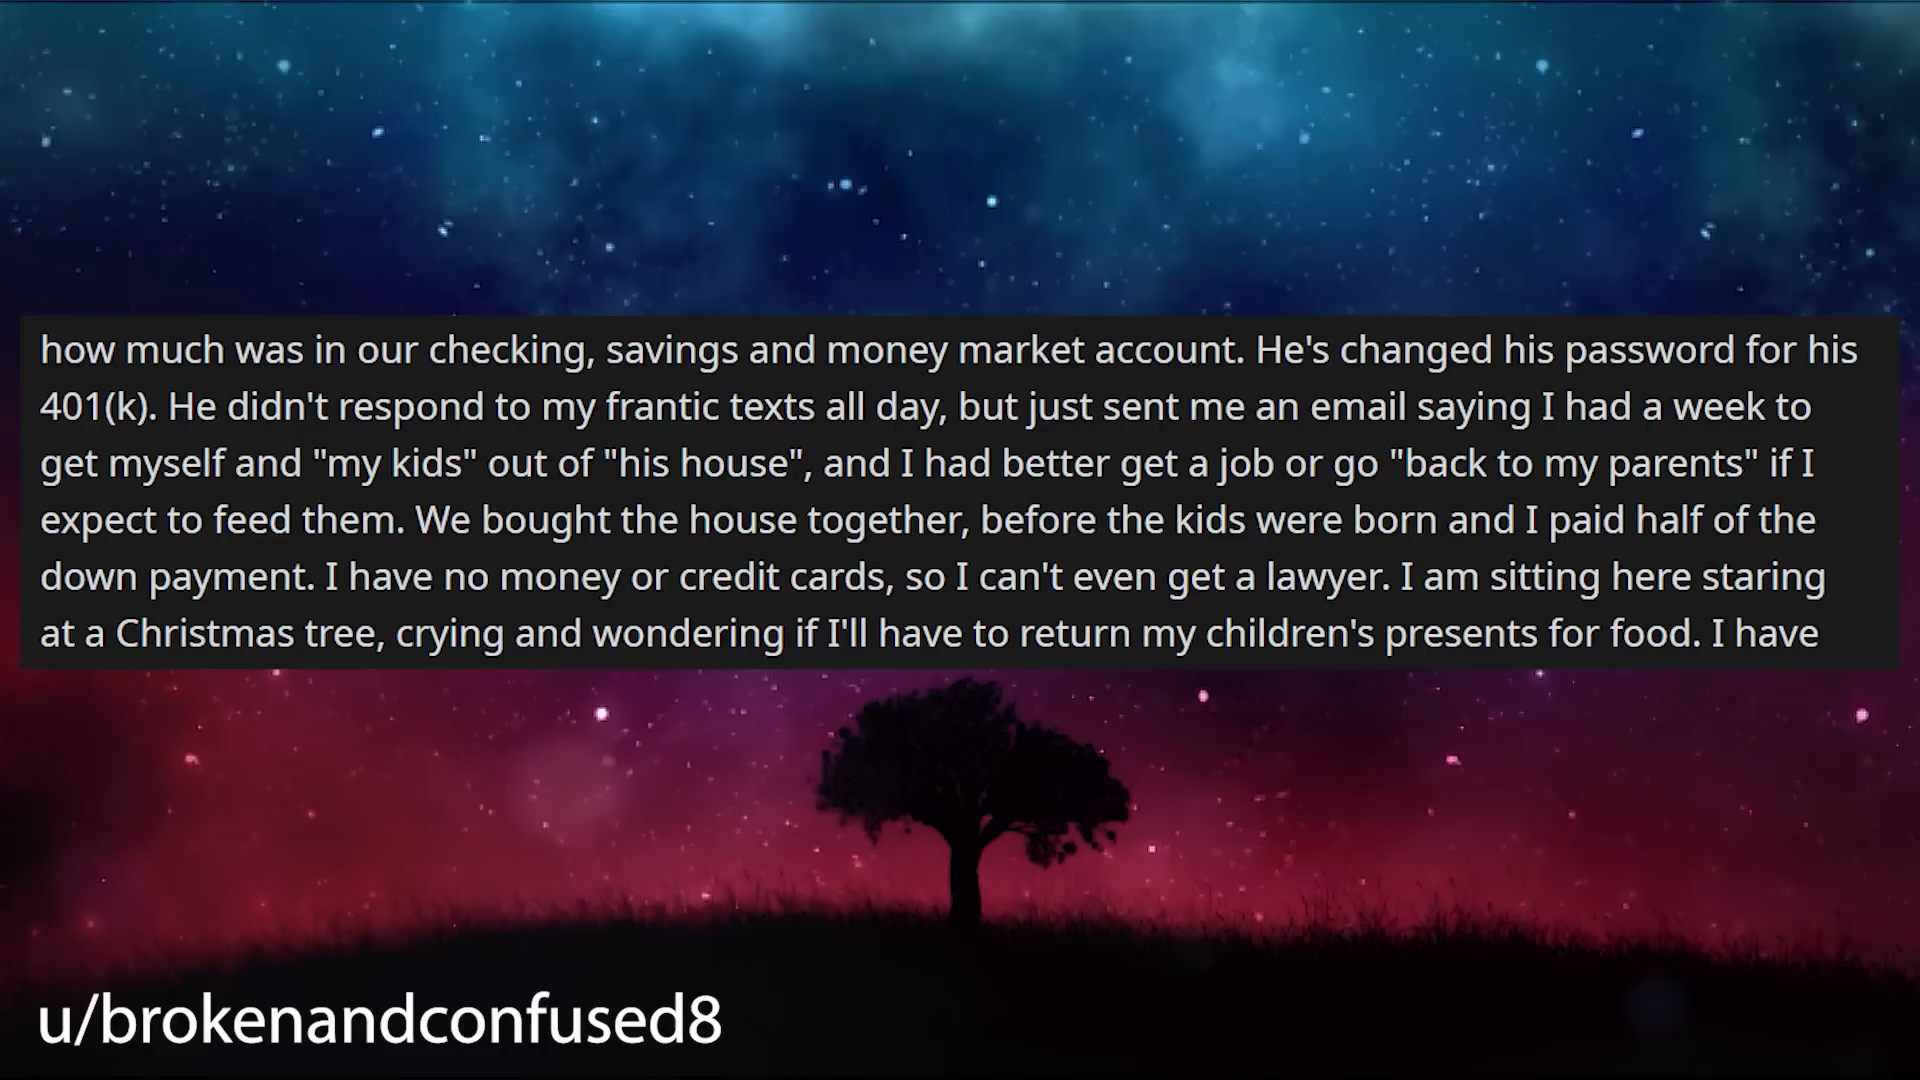 how much was in our checking, savings and money market account. He's changed his password for his
401(k). He didn't respond to my frantic texts all day, but just sent me an email saying I had a week to
get myself and "my kids" out of "his house", and I had better get a job or go "back to my parents" if I
expect to feed them. We bought the house together, before the kids were born and I paid half of the
down payment. I have no money or credit cards, so I can't even get a lawyer. I am sitting here staring
at a Christmas tree, crying and wondering if I'll have to return my children's presents for food. I have
u/brokenandconfused8